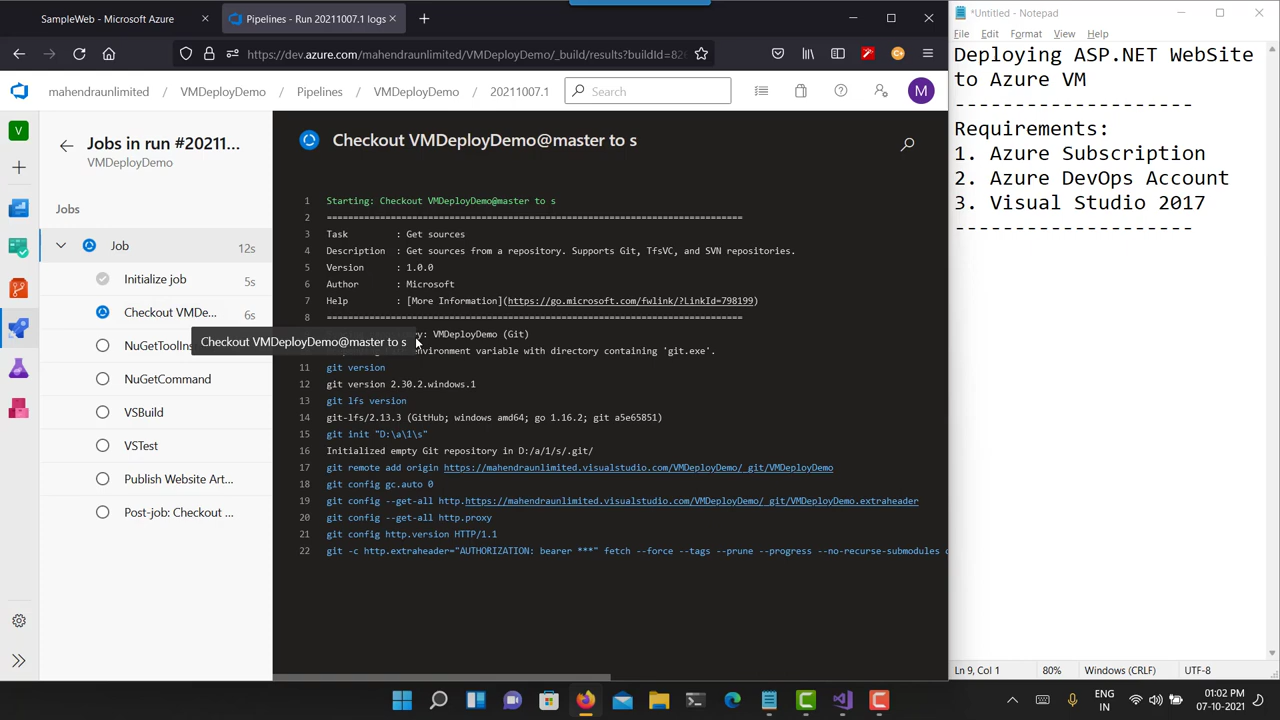 SampleWeb - Microsoft Azure
Pipelines - Run 20211007.1 logs
https://dev.azure.com/mahendraunlimited/VMDeployDemo/_build/results?buildId=82
mahendraunlimited / VMDeployDemo / Pipelines / VMDeployDemo / 20211007.1
Search
M
V
Jobs in run #20211...
VMDeployDemo
Jobs
Job 12s
Initialize job 5s
Checkout VMDe... 6s
NuGetToolIns
NuGetCommand
VSBuild
VSTest
Publish Website Art...
Post-job: Checkout ...
Checkout VMDeployDemo@master to s
Checkout VMDeployDemo@master to s
1 Starting: Checkout VMDeployDemo@master to s
2 ==============================================================================
3 Task : Get sources
4 Description : Get sources from a repository. Supports Git, TfsVC, and SVN repositories.
5 Version : 1.0.0
6 Author : Microsoft
7 Help : [More Information](https://go.microsoft.com/fwlink/?LinkId=798199)
8 ==============================================================================
: VMDeployDemo (Git)
environment variable with directory containing 'git.exe'.
11 git version
12 git version 2.30.2.windows.1
13 git lfs version
14 git-lfs/2.13.3 (GitHub; windows amd64; go 1.16.2; git a5e65851)
15 git init "D:\a\1\s"
16 Initialized empty Git repository in D:/a/1/s/.git/
17 git remote add origin https://mahendraunlimited.visualstudio.com/VMDeployDemo/_git/VMDeployDemo
18 git config gc.auto 0
19 git config --get-all http.https://mahendraunlimited.visualstudio.com/VMDeployDemo/_git/VMDeployDemo.extraheader
20 git config --get-all http.proxy
21 git config http.version HTTP/1.1
22 git -c http.extraheader="AUTHORIZATION: bearer ***" fetch --force --tags --prune --progress --no-recurse-submodules
*Untitled - Notepad
File Edit Format View Help
Deploying ASP.NET WebSite
to Azure VM
--------------------
Requirements:
1. Azure Subscription
2. Azure DevOps Account
3. Visual Studio 2017
--------------------
Ln 9, Col 1 80% Windows (CRLF) UTF-8
ENG
IN
01:02 PM
07-10-2021